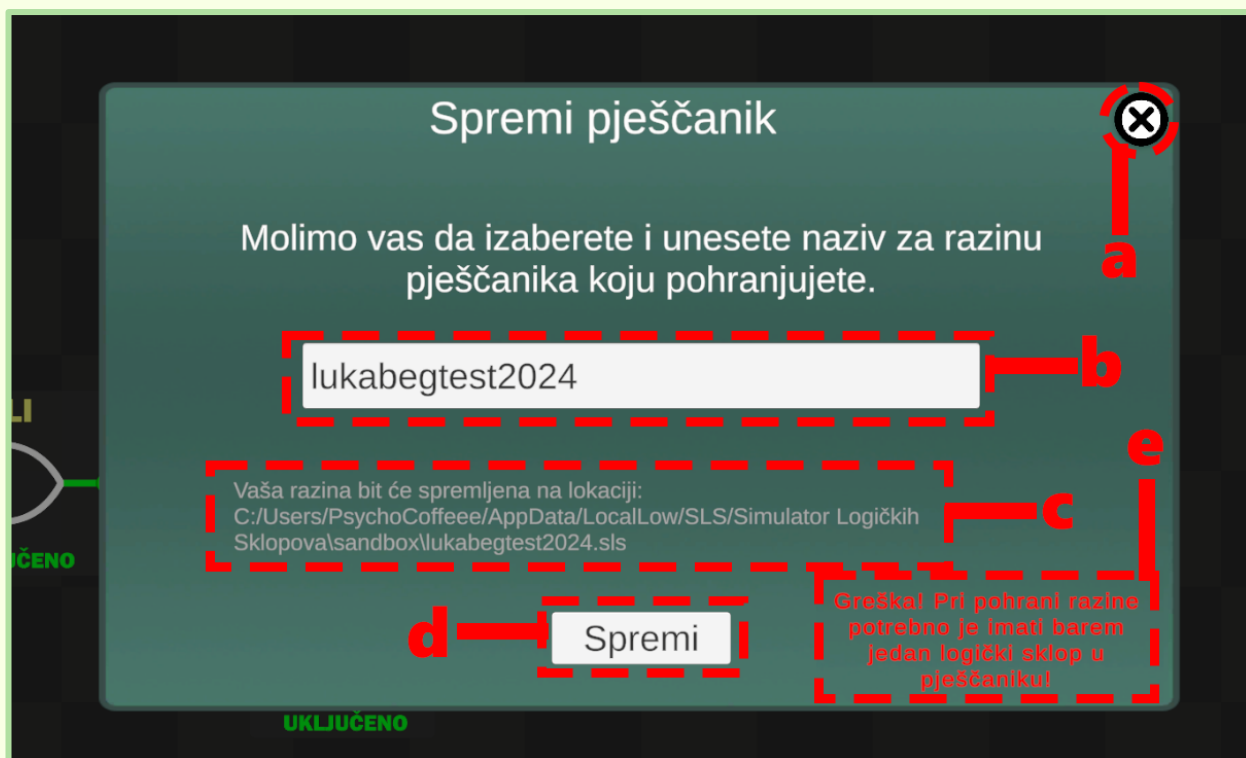 Spremi pješčanik
a
Molimo vas da izaberete i unesete naziv za razinu
pješčanika koju pohranjujete.
lukabegtest2024
b
LI
UČENO
Vaša razina bit će spremljena na lokaciji:
C:/Users/PsychoCoffeee/AppData/LocalLow/SLS/Simulator Logičkih
Sklopova\sandbox\lukabegtest2024.sls
c
d
Spremi
e
Greška! Pri pohrani razine
potrebno je imati barem
jedan logički sklop u
pješčaniku!
UKLJUČENO